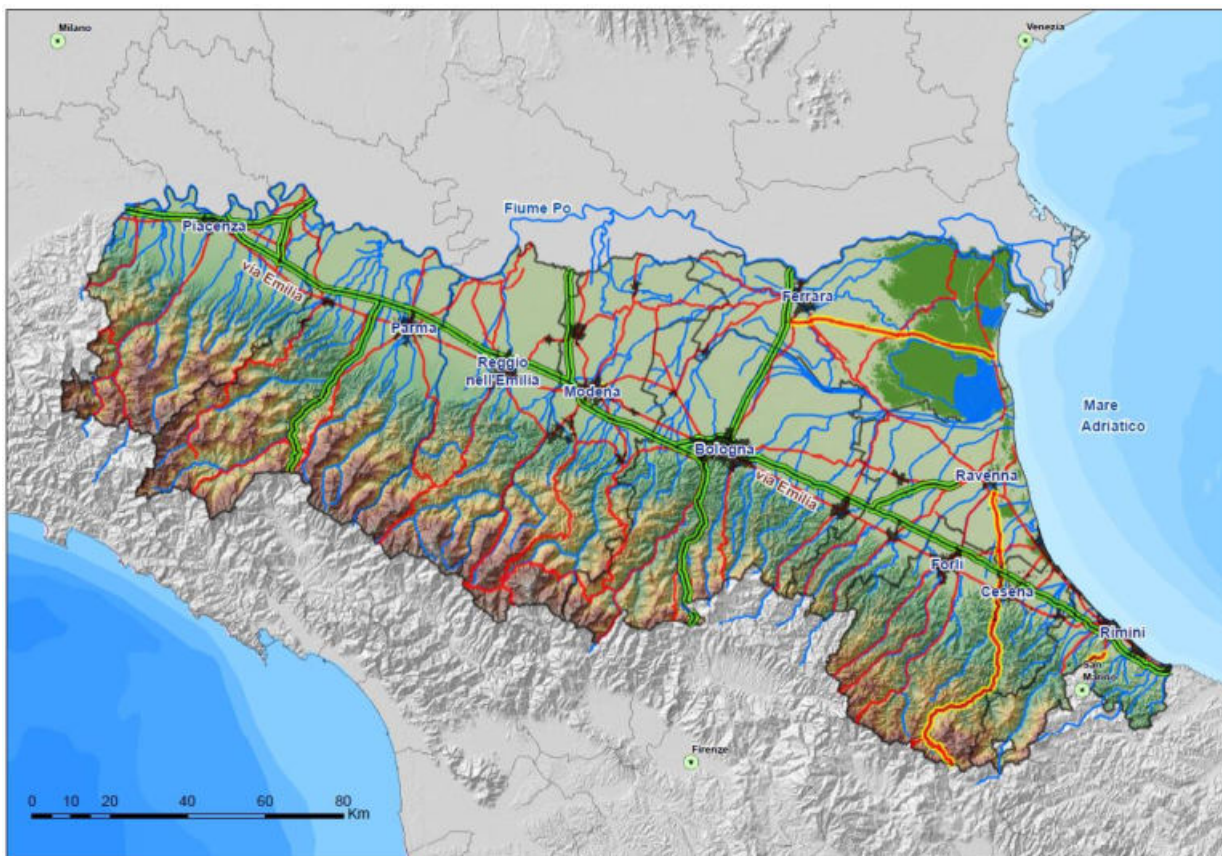 Milano
Venezia
Fiume Po
Piacenza
via Emilia
Ferrara
Parma
Reggio
nell'Emilia
Modena
Mare
Adriatico
Bologna
via Emilia
Ravenna
Forlì
Cesena
Rimini
San
Marino
Firenze
0 10 20 40 60 80
Km